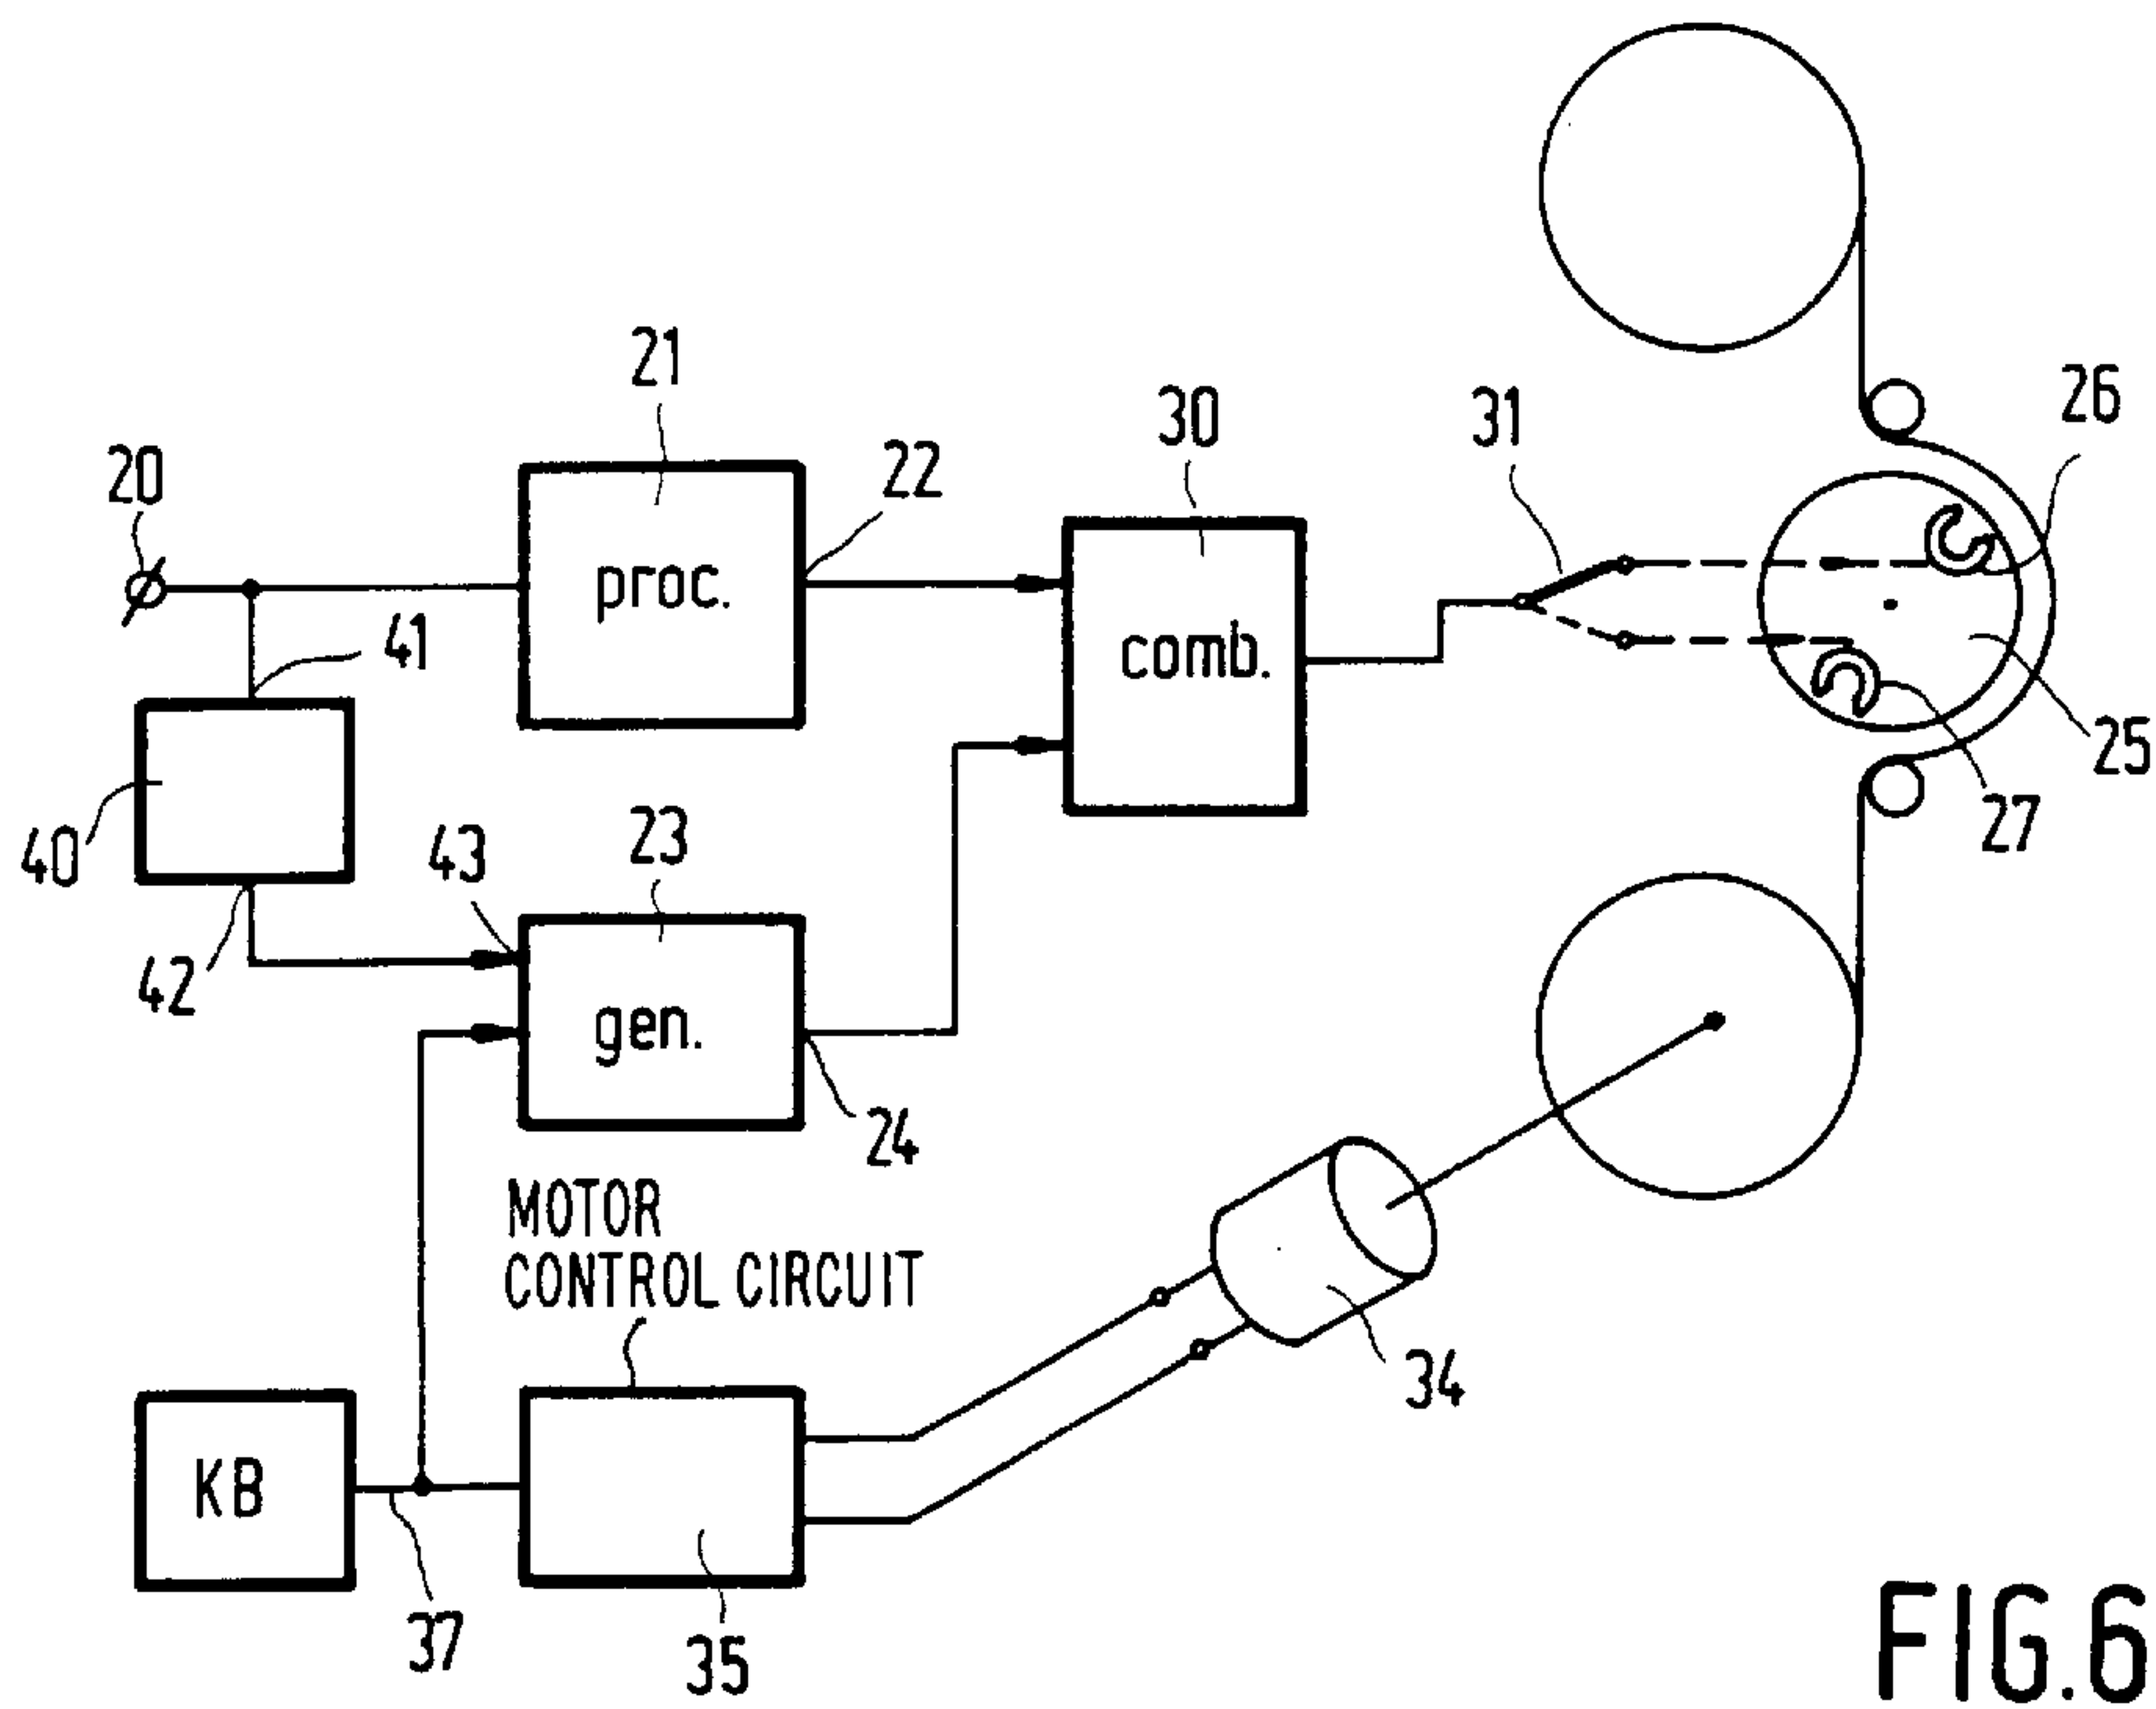 26
21
30
31
22
20
proc.
41
comb.
25
27
40
43
23
42
gen.
24
MOTOR
CONTROL CIRCUIT
34
KB
37
35
FIG.6